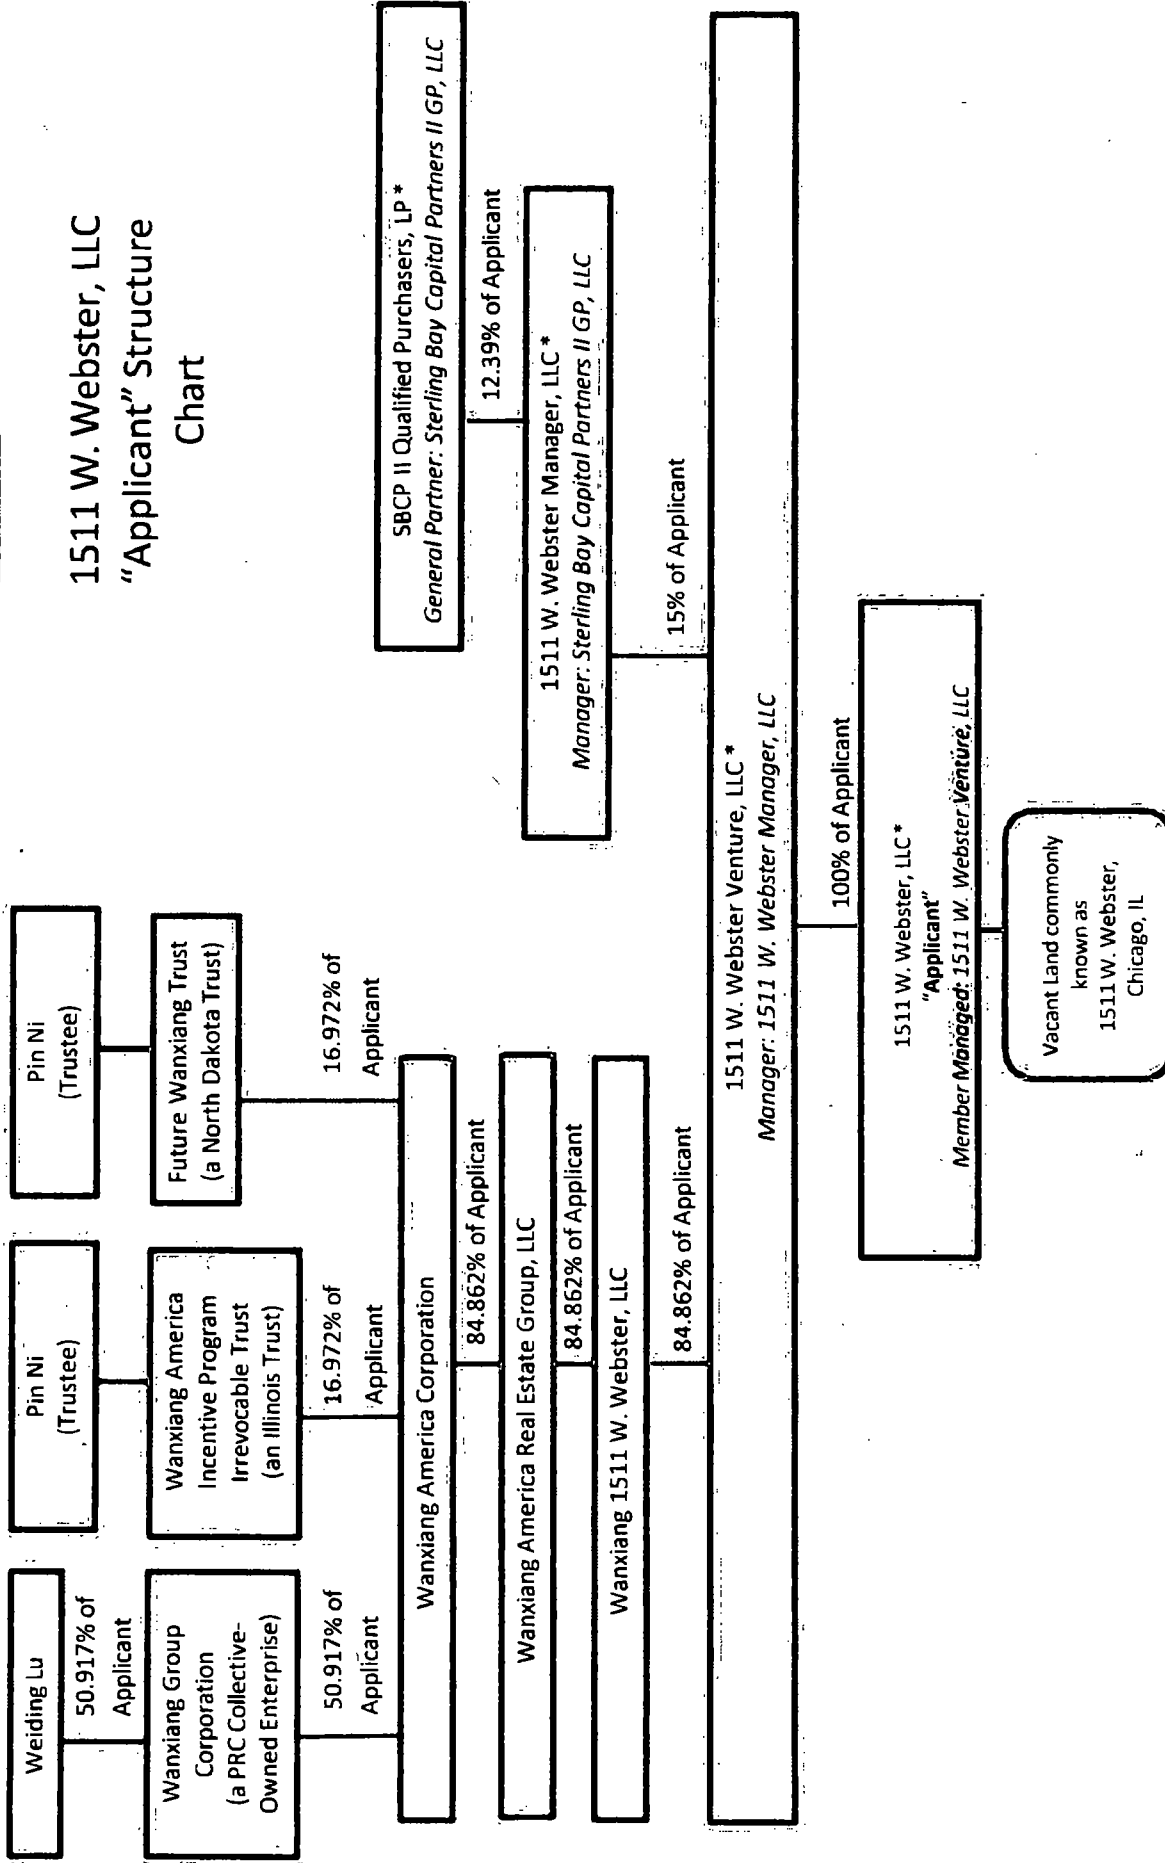 1511 W. Webster, LLC
"Applicant" Structure
Chart
Weiding Lu
50.917% of
Applicant
Wanxiang Group
Corporation
(a PRC Collective-
Owned Enterprise)
50.917% of
Applicant
Pin Ni
(Trustee)
Wanxiang America
Incentive Program
Irrevocable Trust
(an Illinois Trust)
16.972% of
Applicant
Pin Ni
(Trustee)
Future Wanxiang Trust
(a North Dakota Trust)
16.972% of
Applicant
Wanxiang America Corporation
84.862% of Applicant
Wanxiang America Real Estate Group, LLC
84.862% of Applicant
Wanxiang 1511 W. Webster, LLC
84.862% of Applicant
SBCP II Qualified Purchasers, LP *
General Partner: Sterling Bay Capital Partners II GP, LLC
12.39% of Applicant
1511 W. Webster Manager, LLC *
Manager: Sterling Bay Capital Partners II GP, LLC
15% of Applicant
1511 W. Webster Venture, LLC *
Manager: 1511 W. Webster Manager, LLC
100% of Applicant
1511 W. Webster, LLC *
"Applicant"
Member Managed: 1511 W. Webster Venture, LLC
Vacant Land commonly
known as
1511 W. Webster,
Chicago, IL